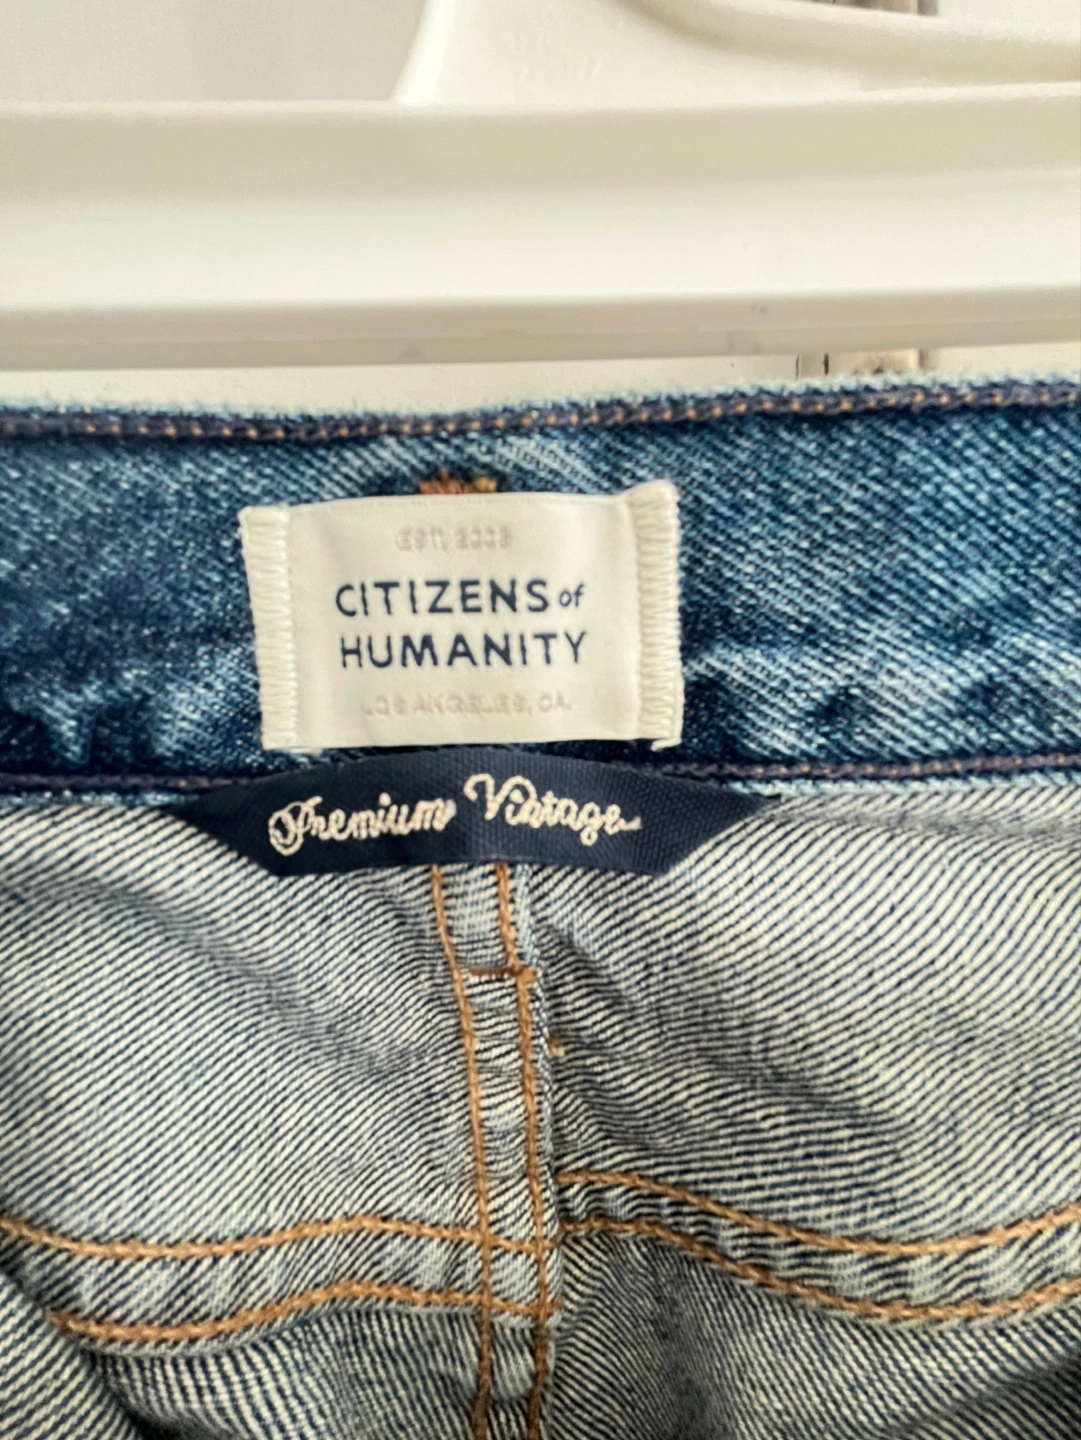 EST. 2003
CITIZENS of
HUMANITY
LOS ANGELES, CA.
Premium Vintage